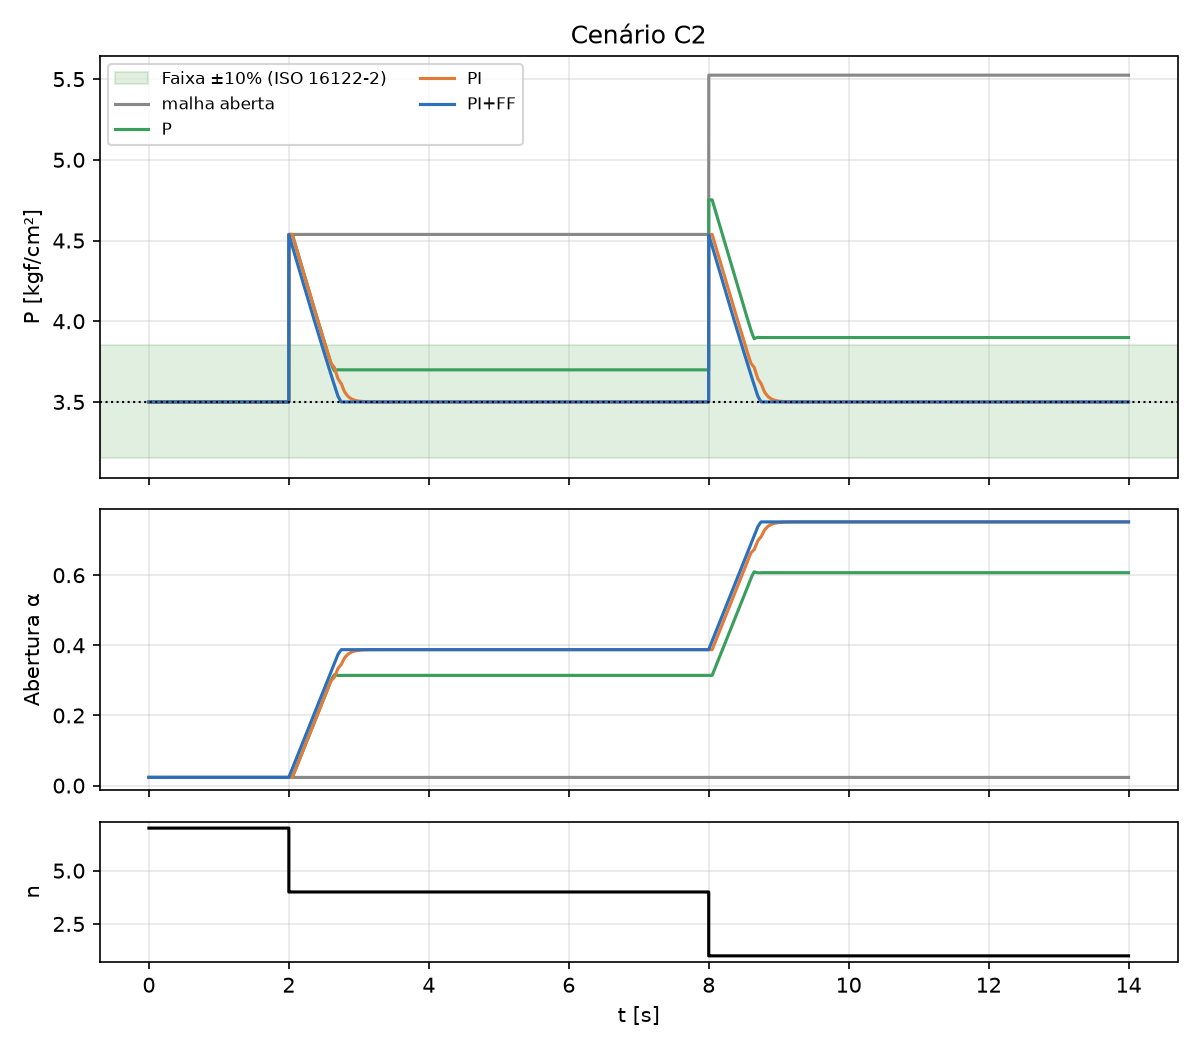 Cenário C2
Faixa ±10% (ISO 16122-2)
malha aberta
P
PI
PI+FF
P [kgf/cm²]
5.5
5.0
4.5
4.0
3.5
Abertura α
0.6
0.4
0.2
0.0
n
5.0
2.5
0 2 4 6 8 10 12 14
t [s]